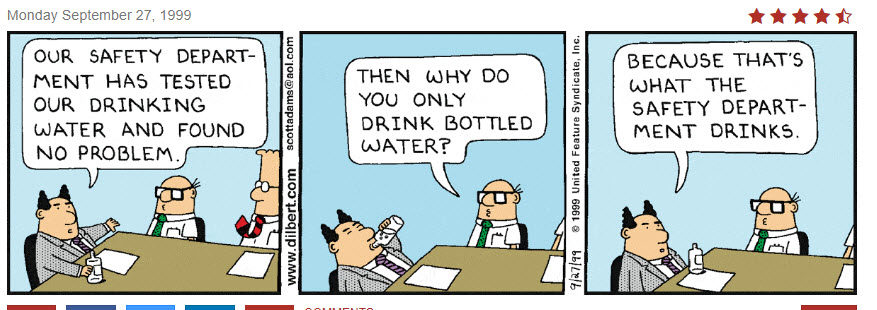 Monday September 27, 1999
OUR SAFETY DEPART-
MENT HAS TESTED
OUR DRINKING
WATER AND FOUND
NO PROBLEM.
www.dilbert.com scottadams@aol.com
THEN WHY DO
YOU ONLY
DRINK BOTTLED
WATER?
9/27/99 © 1999 United Feature Syndicate, Inc.
BECAUSE THAT'S
WHAT THE
SAFETY DEPART-
MENT DRINKS.